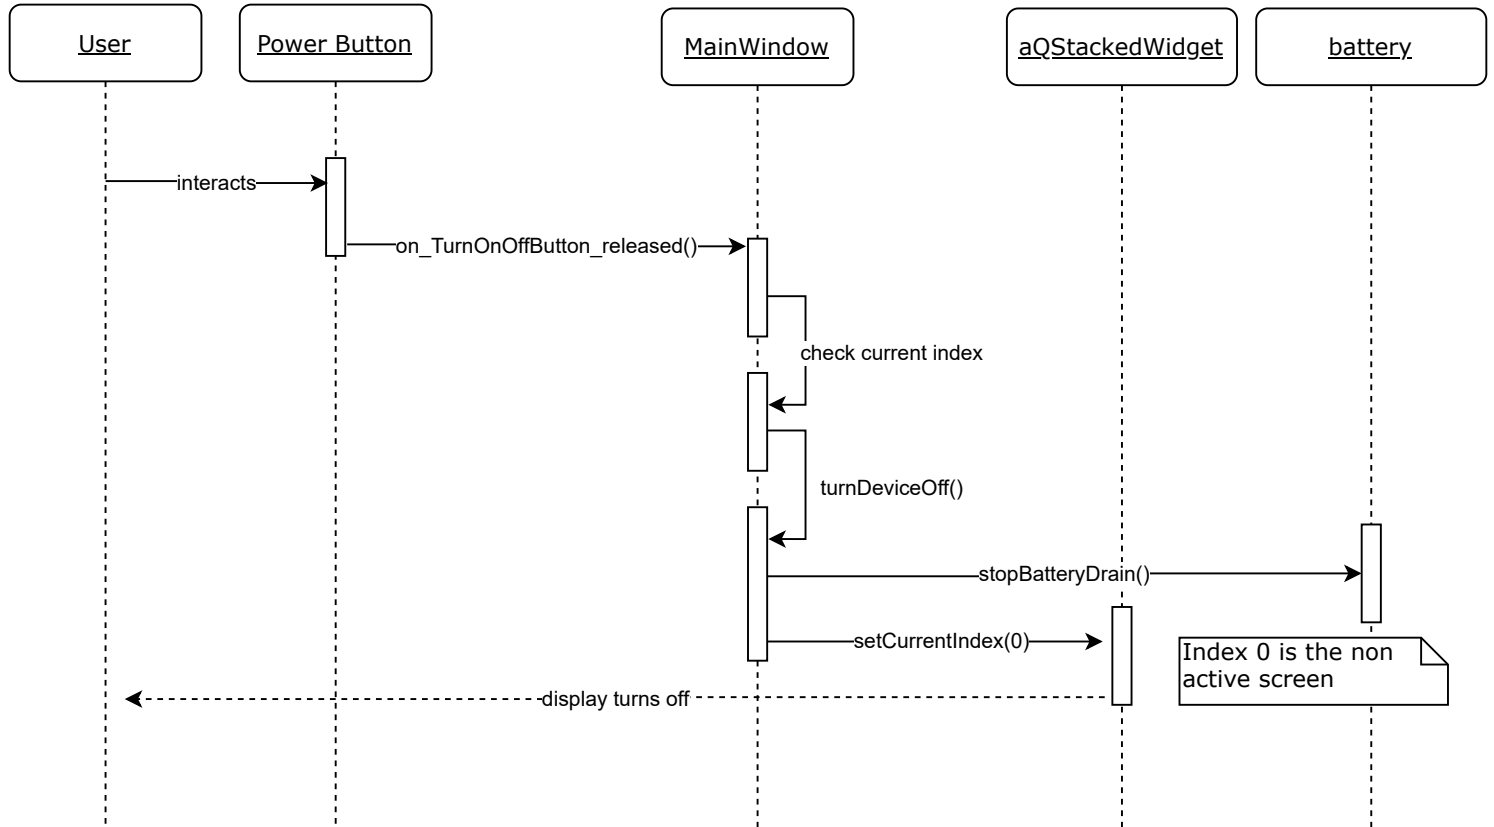 User
Power Button
MainWindow
aQStackedWidget
battery
interacts
on_TurnOnOffButton_released()
check current index
turnDeviceOff()
stopBatteryDrain()
setCurrentIndex(0)
Index 0 is the non
active screen
display turns off